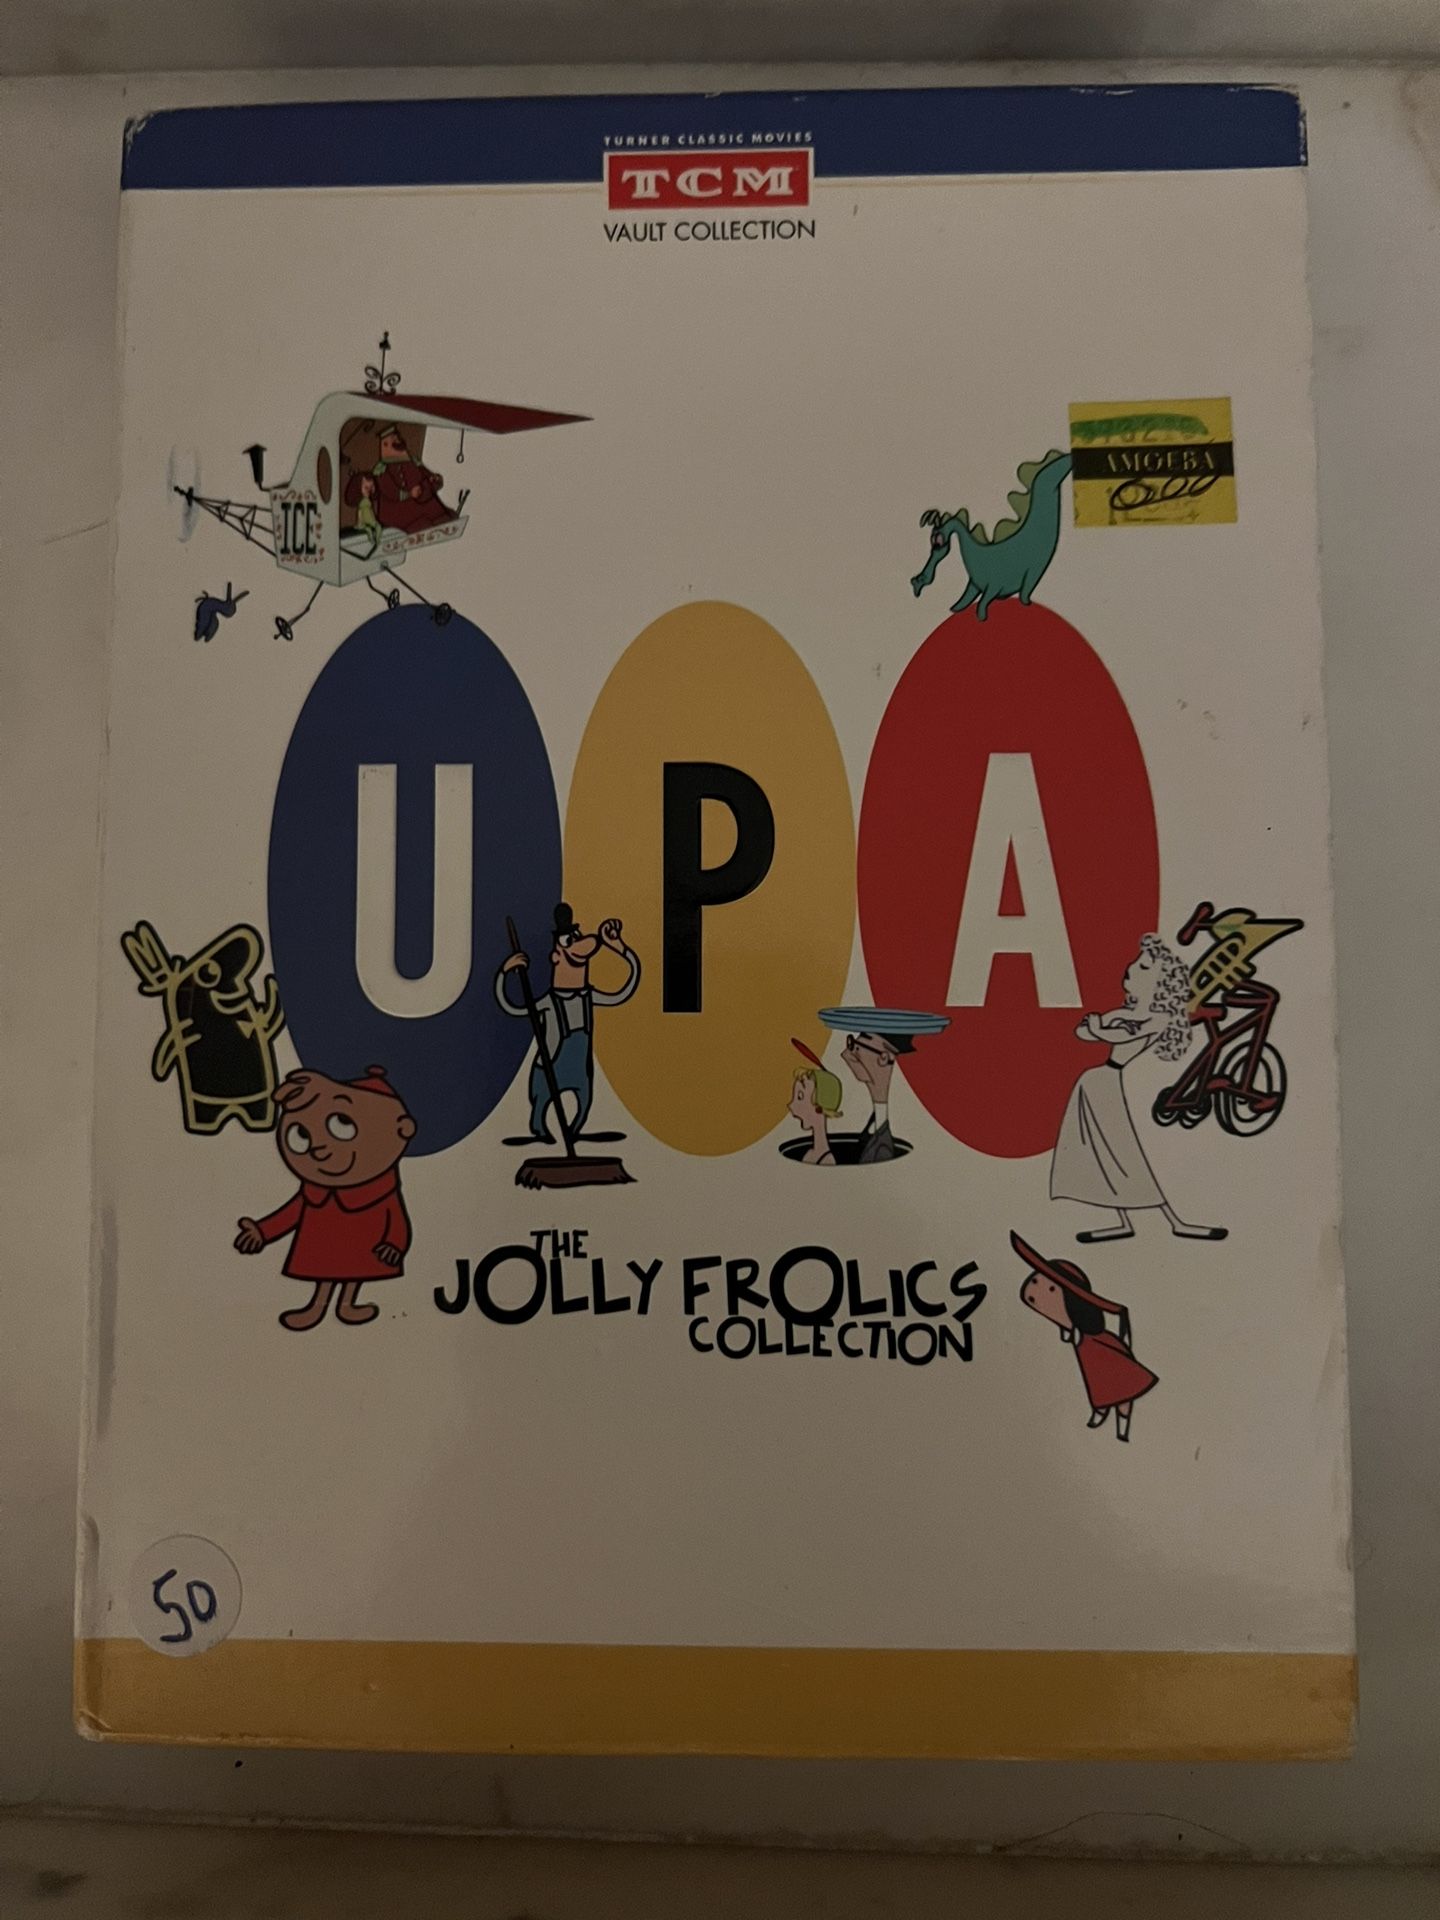 TURNER CLASSIC MOVIES
TCM
VAULT COLLECTION
AMOEBA
ICE
U P A
THE
JOLLY FROLICS
COLLECTION
50